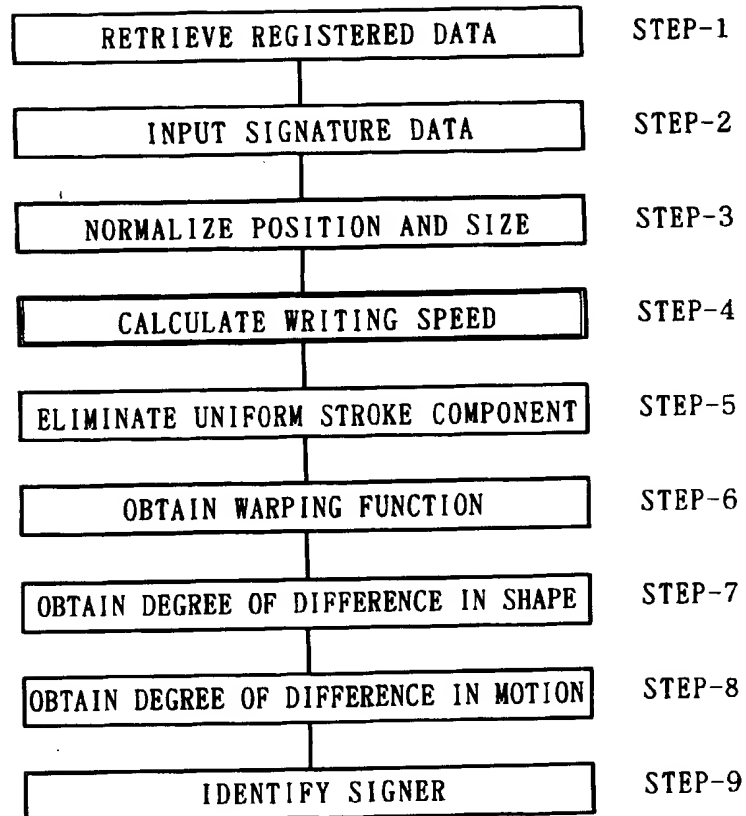 RETRIEVE REGISTERED DATA STEP-1
INPUT SIGNATURE DATA STEP-2
NORMALIZE POSITION AND SIZE STEP-3
CALCULATE WRITING SPEED STEP-4
ELIMINATE UNIFORM STROKE COMPONENT STEP-5
OBTAIN WARPING FUNCTION STEP-6
OBTAIN DEGREE OF DIFFERENCE IN SHAPE STEP-7
OBTAIN DEGREE OF DIFFERENCE IN MOTION STEP-8
IDENTIFY SIGNER STEP-9